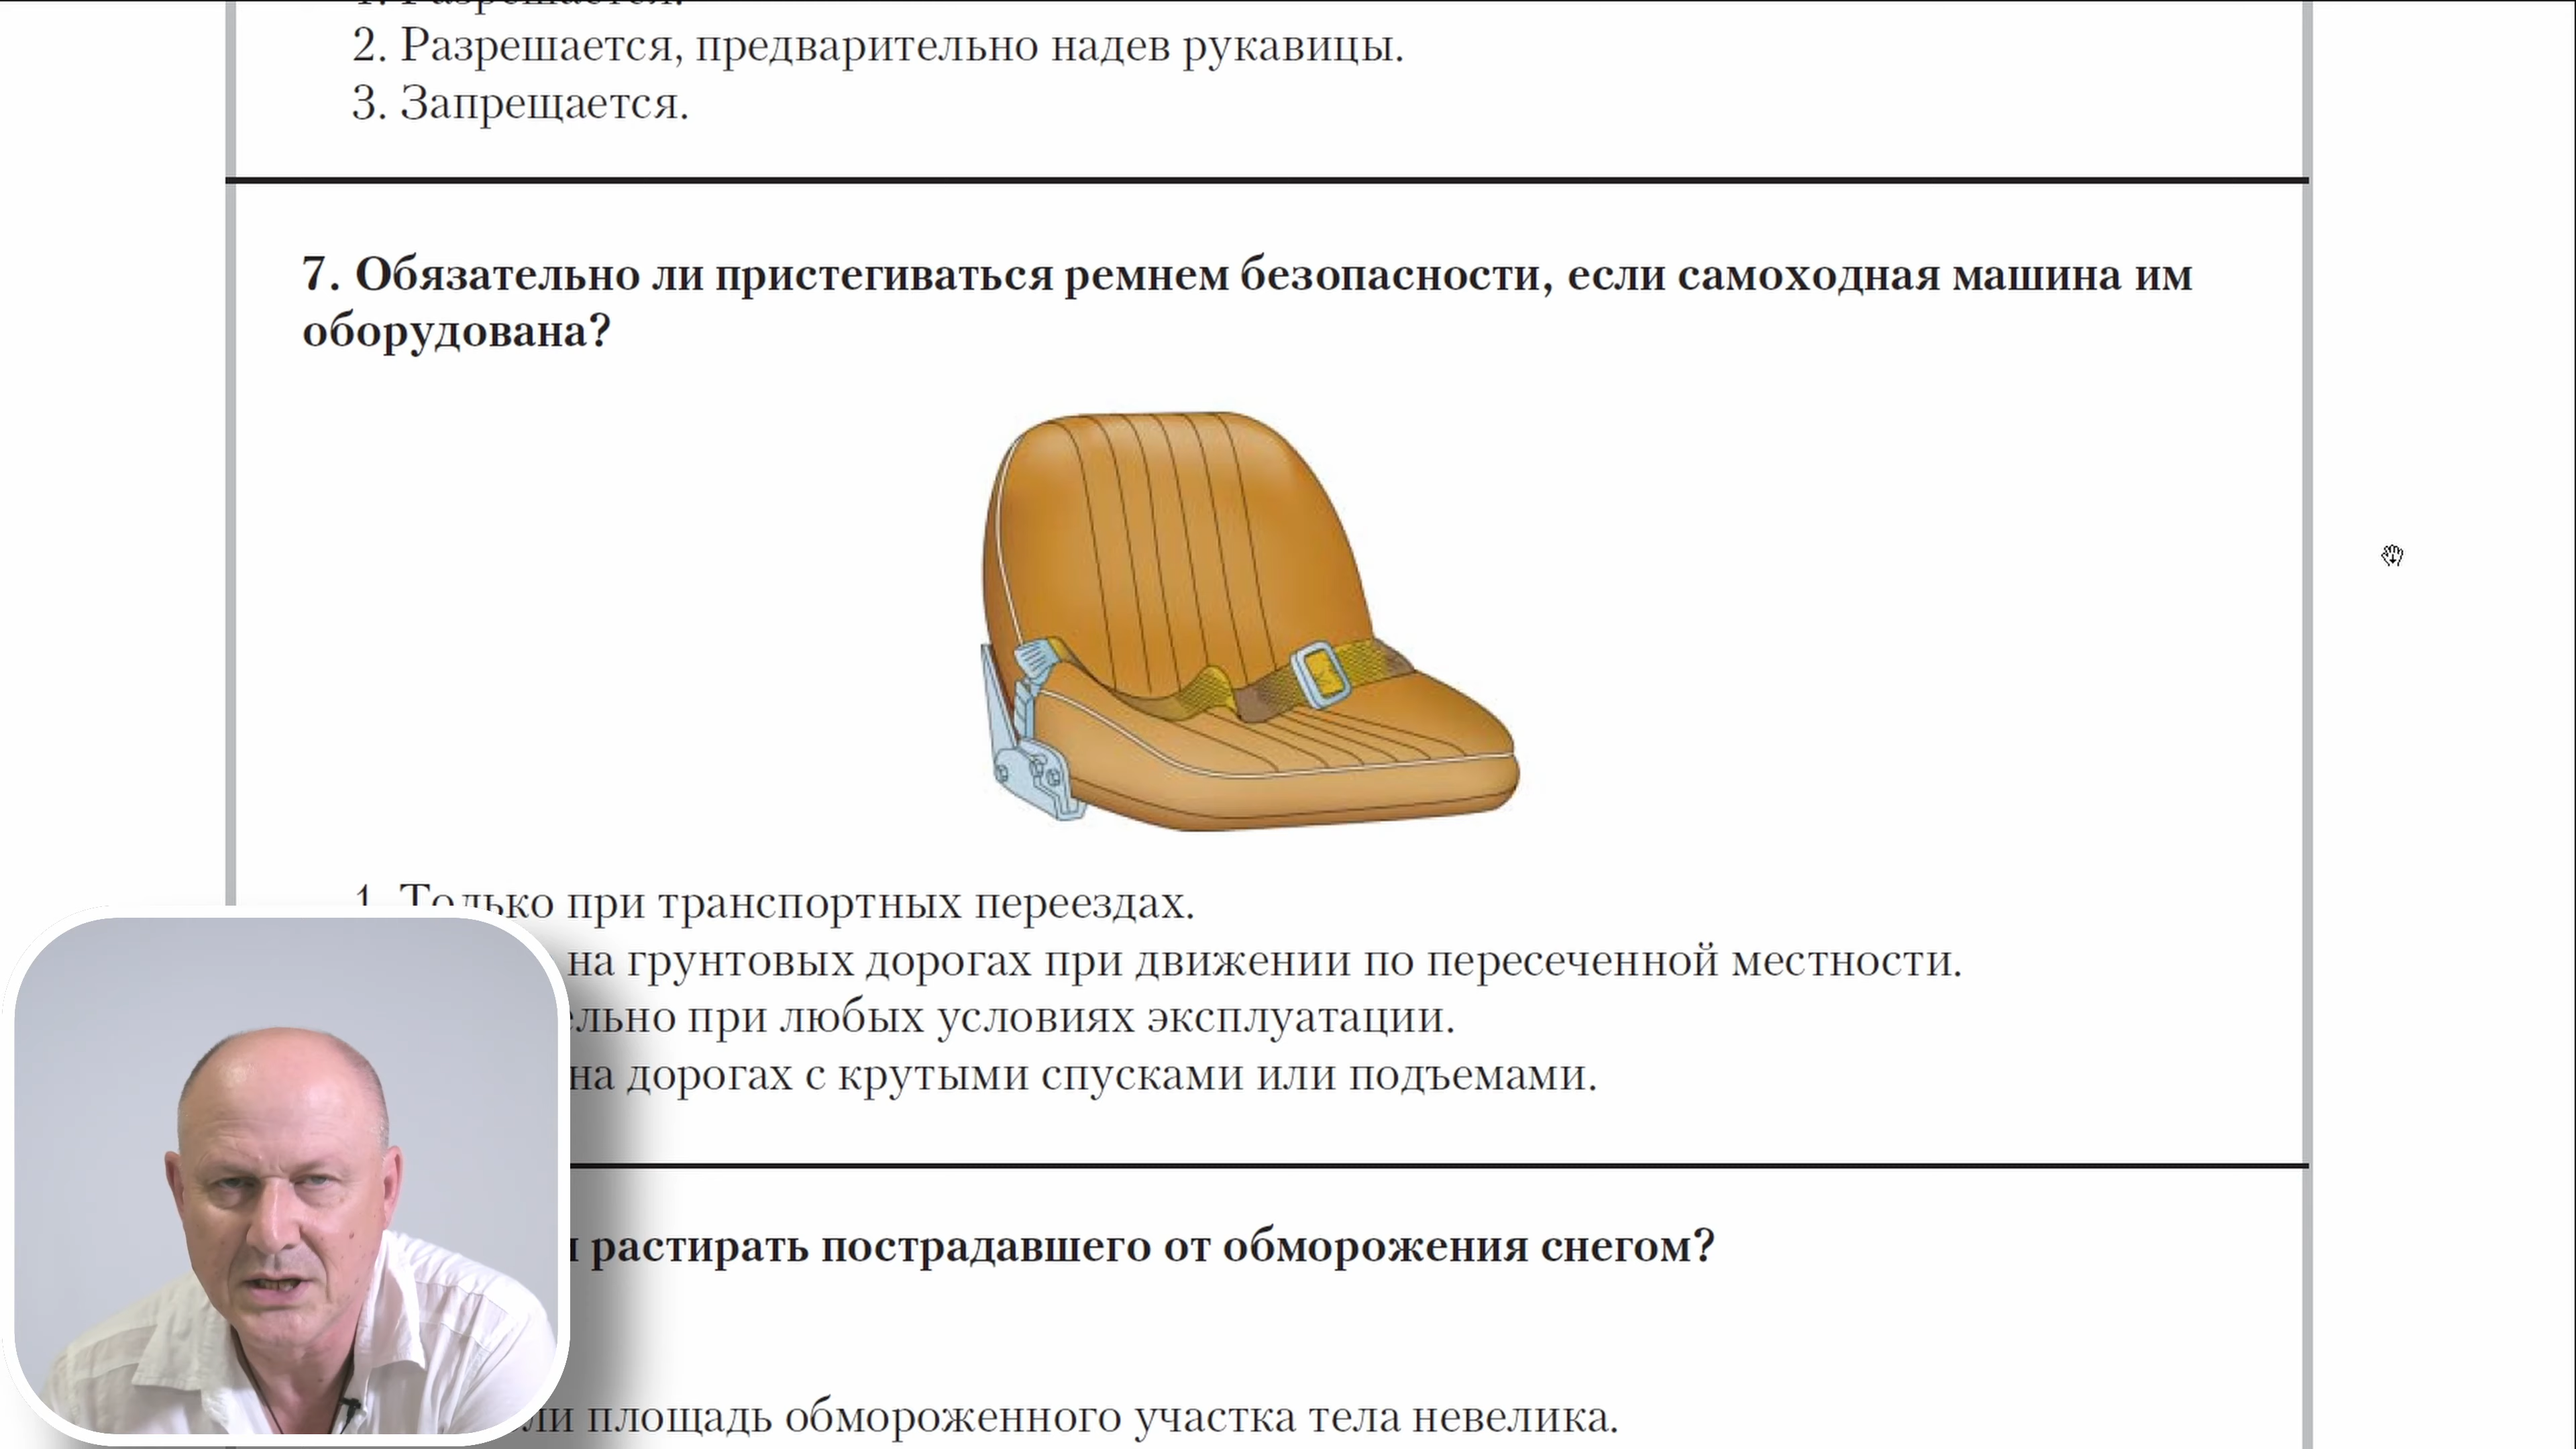 2. Разрешается, предварительно надев рукавицы.
3. Запрещается.
7. Обязательно ли пристегиваться ремнем безопасности, если самоходная машина им
оборудована?
1. Только при транспортных переездах.
на грунтовых дорогах при движении по пересеченной местности.
при любых условиях эксплуатации.
на дорогах с крутыми спусками или подъемами.
растирать пострадавшего от обморожения снегом?
площадь обмороженного участка тела невелика.